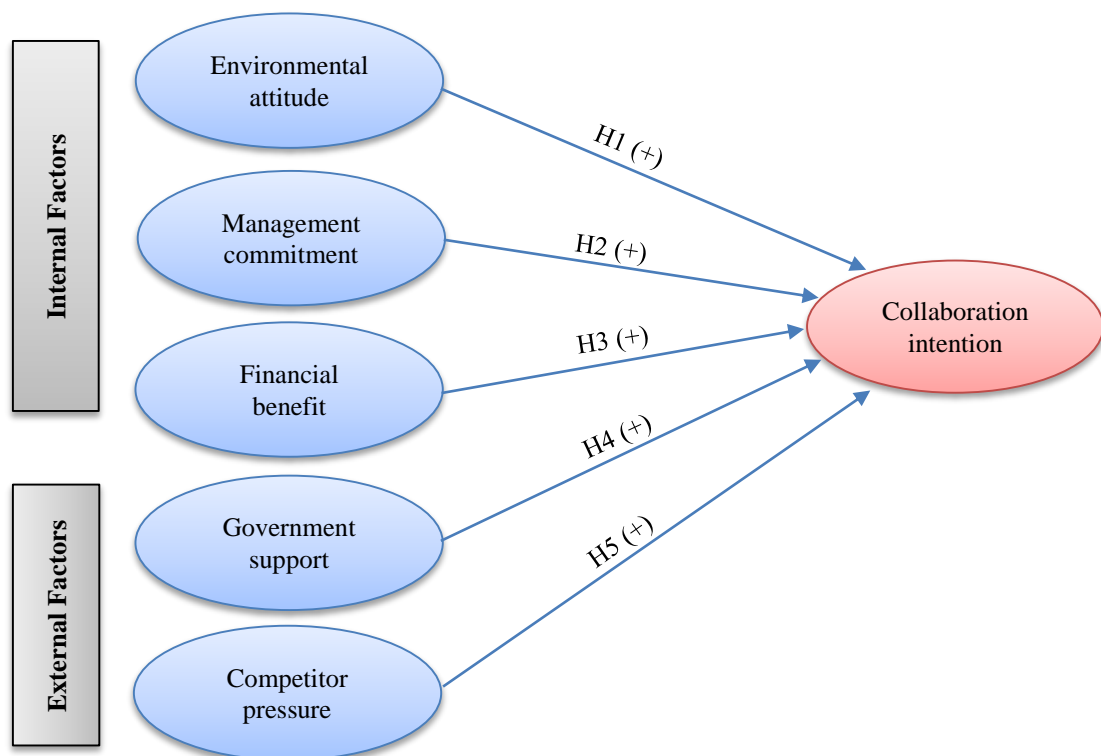 Internal Factors
Environmental
attitude
Management
commitment
Financial
benefit
External Factors
Government
support
Competitor
pressure
H1 (+)
H2 (+)
H3 (+)
H4 (+)
H5 (+)
Collaboration
intention